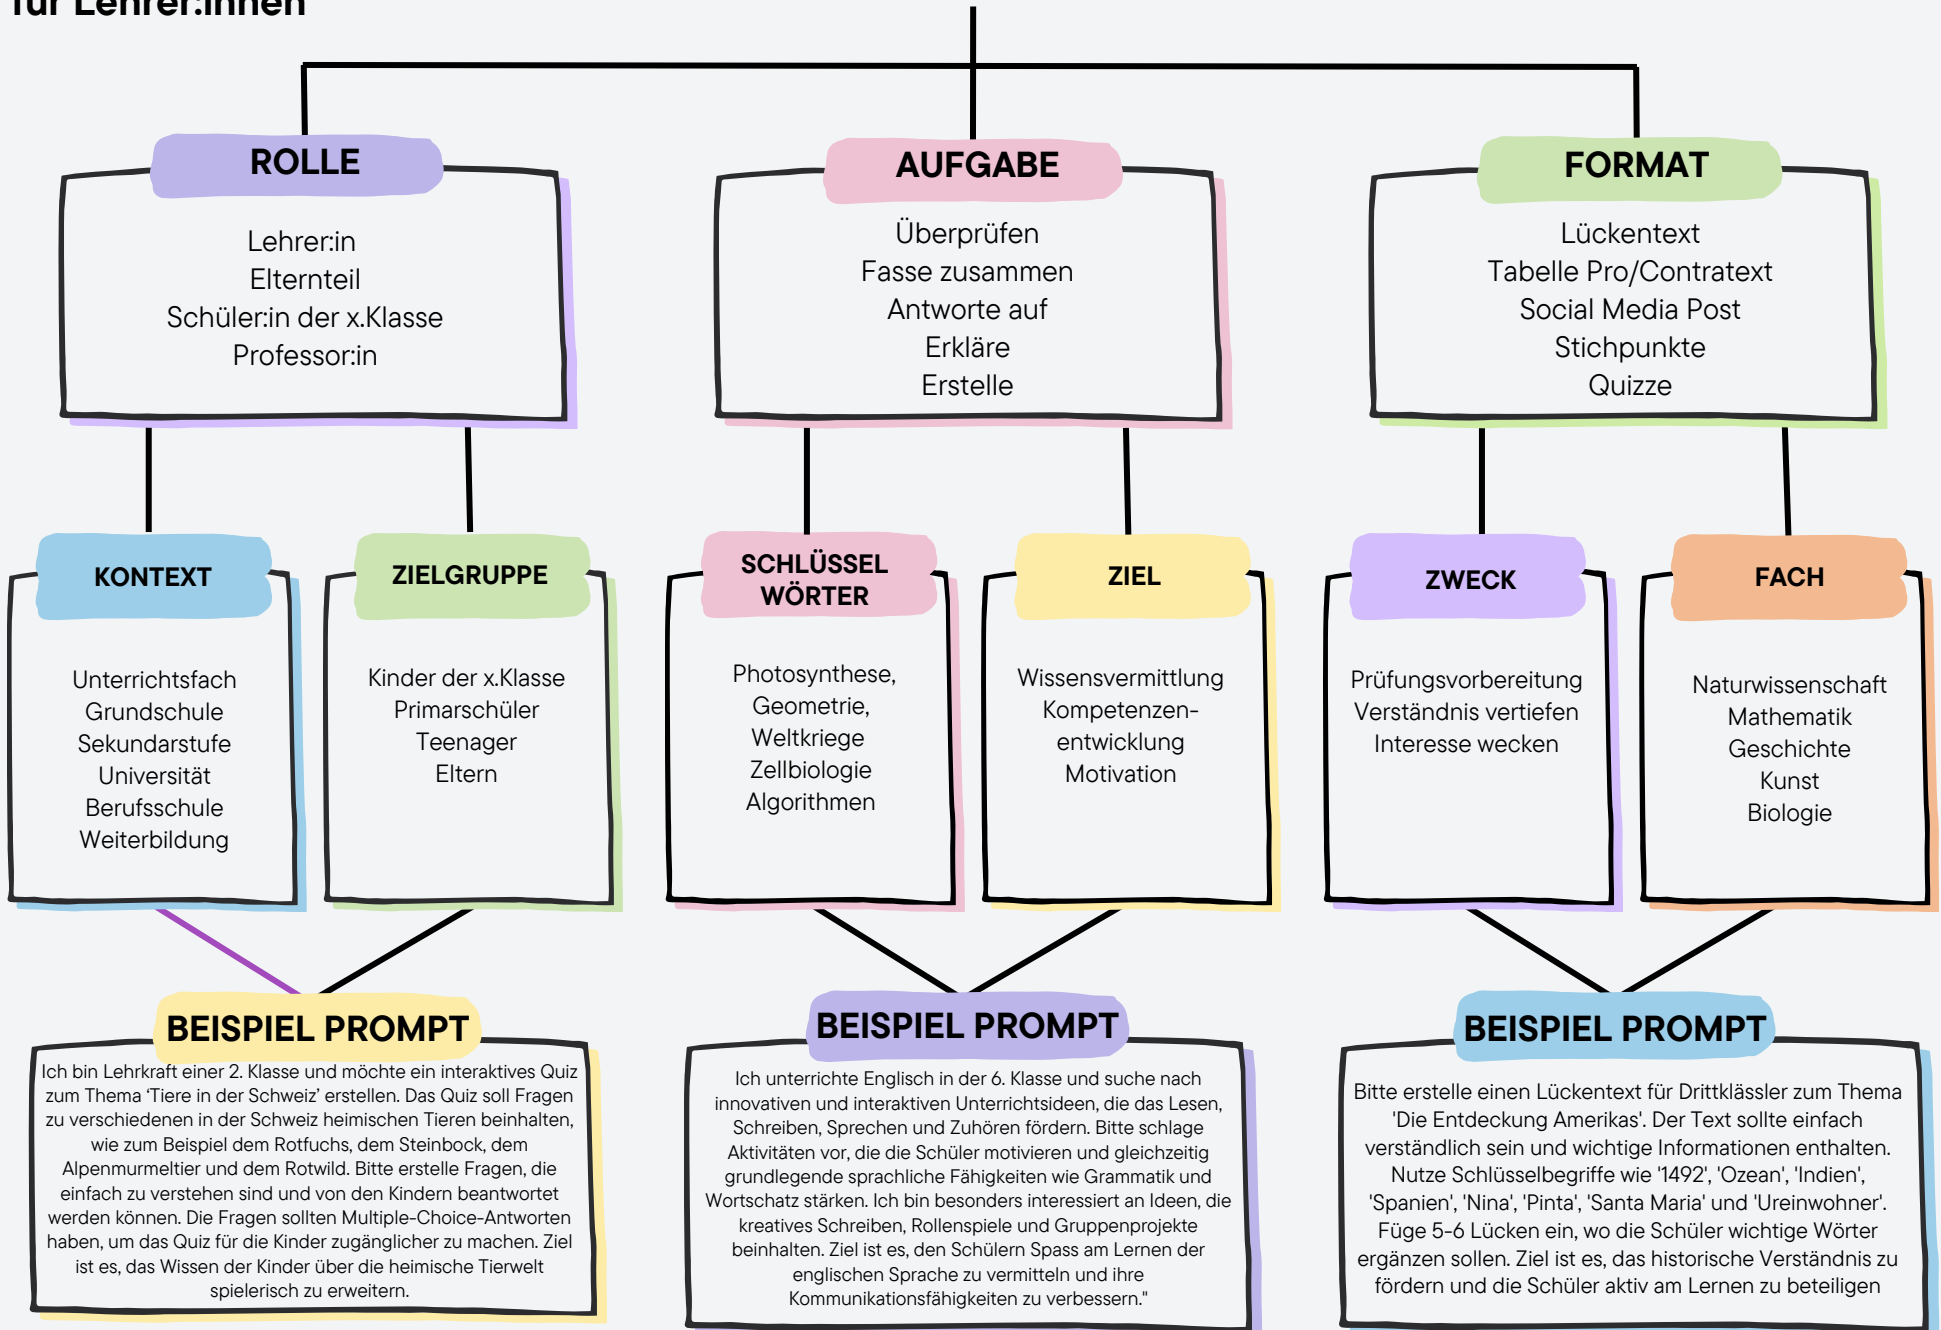 für Lehrer:innen
ROLLE
Lehrer:in
Elternteil
Schüler:in der x.Klasse
Professor:in
AUFGABE
Überprüfen
Fasse zusammen
Antworte auf
Erkläre
Erstelle
FORMAT
Lückentext
Tabelle Pro/Contratext
Social Media Post
Stichpunkte
Quizze
KONTEXT
Unterrichtsfach
Grundschule
Sekundarstufe
Universität
Berufsschule
Weiterbildung
ZIELGRUPPE
Kinder der x.Klasse
Primarschüler
Teenager
Eltern
SCHLÜSSEL
WÖRTER
Photosynthese,
Geometrie,
Weltkriege
Zellbiologie
Algorithmen
ZIEL
Wissensvermittlung
Kompetenzen-
entwicklung
Motivation
ZWECK
Prüfungsvorbereitung
Verständnis vertiefen
Interesse wecken
FACH
Naturwissenschaft
Mathematik
Geschichte
Kunst
Biologie
BEISPIEL PROMPT
Ich bin Lehrkraft einer 2. Klasse und möchte ein interaktives Quiz
zum Thema ‘Tiere in der Schweiz’ erstellen. Das Quiz soll Fragen
zu verschiedenen in der Schweiz heimischen Tieren beinhalten,
wie zum Beispiel dem Rotfuchs, dem Steinbock, dem
Alpenmurmeltier und dem Rotwild. Bitte erstelle Fragen, die
einfach zu verstehen sind und von den Kindern beantwortet
werden können. Die Fragen sollten Multiple-Choice-Antworten
haben, um das Quiz für die Kinder zugänglicher zu machen. Ziel
ist es, das Wissen der Kinder über die heimische Tierwelt
spielerisch zu erweitern.
BEISPIEL PROMPT
Ich unterrichte Englisch in der 6. Klasse und suche nach
innovativen und interaktiven Unterrichtsideen, die das Lesen,
Schreiben, Sprechen und Zuhören fördern. Bitte schlage
Aktivitäten vor, die die Schüler motivieren und gleichzeitig
grundlegende sprachliche Fähigkeiten wie Grammatik und
Wortschatz stärken. Ich bin besonders interessiert an Ideen, die
kreatives Schreiben, Rollenspiele und Gruppenprojekte
beinhalten. Ziel ist es, den Schülern Spass am Lernen der
englischen Sprache zu vermitteln und ihre
Kommunikationsfähigkeiten zu verbessern."
BEISPIEL PROMPT
Bitte erstelle einen Lückentext für Drittklässler zum Thema
'Die Entdeckung Amerikas'. Der Text sollte einfach
verständlich sein und wichtige Informationen enthalten.
Nutze Schlüsselbegriffe wie '1492', 'Ozean', 'Indien',
'Spanien', 'Nina', 'Pinta', 'Santa Maria' und 'Ureinwohner'.
Füge 5-6 Lücken ein, wo die Schüler wichtige Wörter
ergänzen sollen. Ziel ist es, das historische Verständnis zu
fördern und die Schüler aktiv am Lernen zu beteiligen